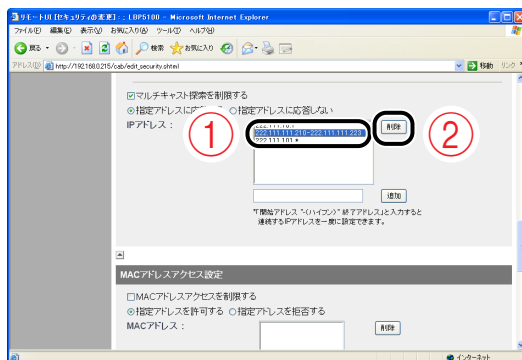 リモートUI [セキュリティの変更] : ; LBP5100 - Microsoft Internet Explorer
ファイル(F) 編集(E) 表示(V) お気に入り(A) ツール(T) ヘルプ(H)
戻る 検索 お気に入り
アドレス(D) http://192.168.0.215/cab/edit_security.shtml 移動 リンク
マルチキャスト探索を制限する
指定アドレスに応答する 指定アドレスに応答しない
IPアドレス :
222.111.111.210-222.111.111.223
222.111.101.*
削除
① ②
追加
*「開始アドレス "-(ハイフン)" 終了アドレス」と入力すると
連続するIPアドレスを一度に設定できます。
MACアドレスアクセス設定
MACアドレスアクセスを制限する
指定アドレスを許可する 指定アドレスを拒否する
MACアドレス :
削除
インターネット